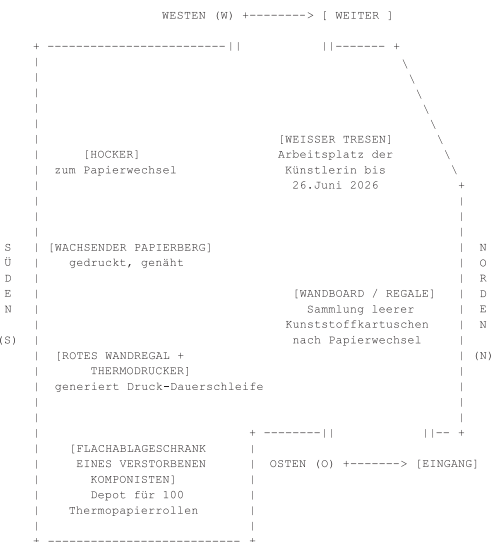 WESTEN (W) +--------> [ WEITER ]
[WEISSER TRESEN]
[HOCKER] Arbeitsplatz der
zum Papierwechsel Künstlerin bis
26.Juni 2026
SÜDEN (S)
[WACHSENDER PAPIERBERG]
gedruckt, genäht
NORDEN (N)
[WANDBOARD / REGALE]
Sammlung leerer
Kunststoffkartuschen
nach Papierwechsel
[ROTES WANDREGAL +
THERMODRUCKER]
generiert Druck-Dauerschleife
[FLACHABLAGESCHRANK
EINES VERSTORBENEN
KOMPONISTEN]
Depot für 100
Thermopapierrollen
OSTEN (O) +-------> [EINGANG]